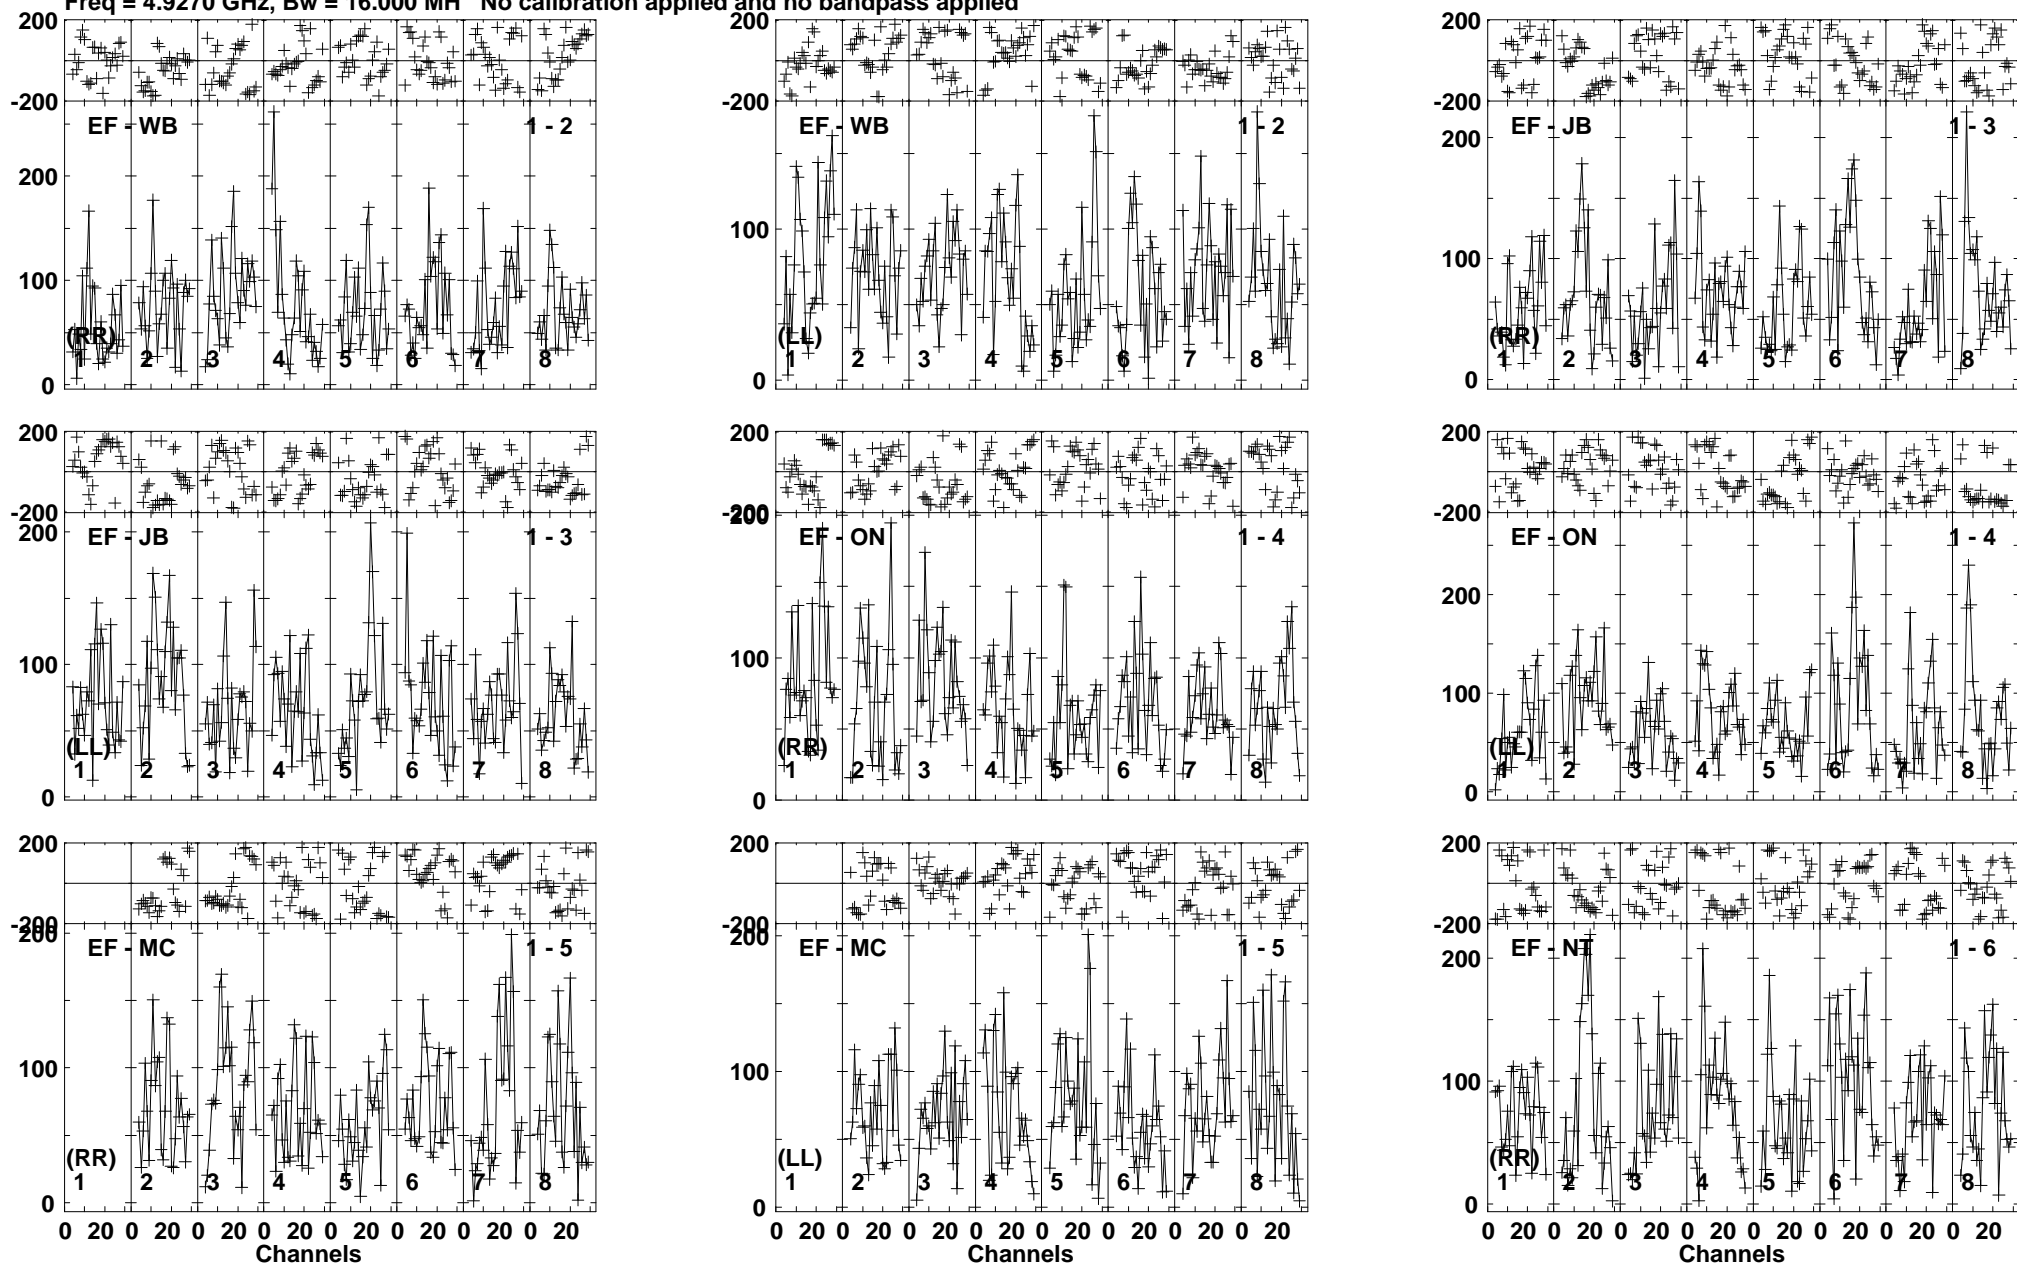 Freq = 4.9270 GHz, Bw = 16.000 MH No calibration applied and no bandpass applied
200 200 200
-200 -200 -200
EF - WB 1 - 2 EF - WB 1 - 2 EF - JB 1 - 3
200 200
100 100 100
(RR) (LL) (RR)
1 2 3 4 5 6 7 8 1 2 3 4 5 6 7 8 1 2 3 4 5 6 7 8
0 0 0
200 200 200
-200 -200 -200
200 200
EF - JB 1 - 3 EF - ON 1 - 4 EF - ON 1 - 4
200
100 100 100
(LL) (RR) (LL)
1 2 3 4 5 6 7 8 1 2 3 4 5 6 7 8 1 2 3 4 5 6 7 8
0 0 0
200 200 200
-200 -200 -200
200 200
EF - MC 1 - 5 EF - MC 1 - 5 EF - NT 1 - 6
200
100 100 100
(RR) (LL) (RR)
1 2 3 4 5 6 7 8 1 2 3 4 5 6 7 8 1 2 3 4 5 6 7 8
0 0 0
0 20 0 20 0 20 0 20 0 20 0 20 0 20 0 20 0 20 0 20 0 20 0 20 0 20 0 20 0 20 0 20 0 20 0 20 0 20 0 20 0 20 0 20 0 20 0 20
Channels Channels Channels